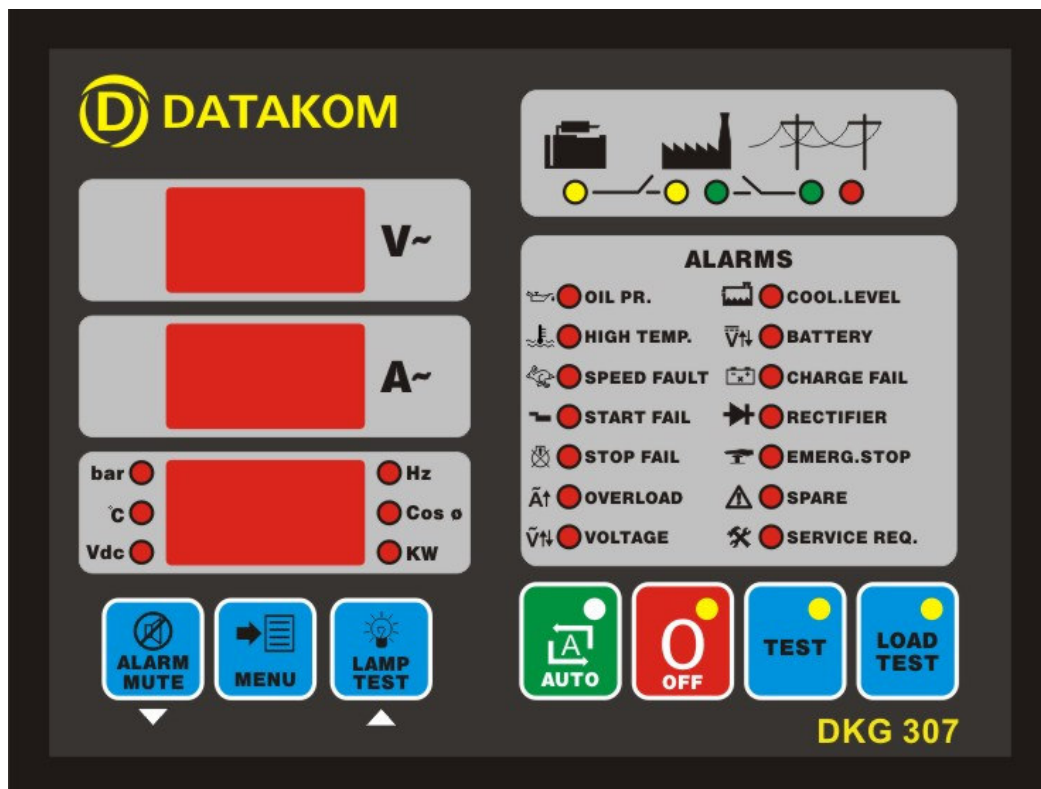 D DATAKOM
V~
A~
bar
Hz
°C
Cos ø
Vdc
KW
ALARM
MUTE
MENU
LAMP
TEST
ALARMS
OIL PR.
COOL.LEVEL
HIGH TEMP.
BATTERY
SPEED FAULT
CHARGE FAIL
START FAIL
RECTIFIER
STOP FAIL
EMERG.STOP
OVERLOAD
SPARE
VOLTAGE
SERVICE REQ.
A
AUTO
O
OFF
TEST
LOAD
TEST
DKG 307